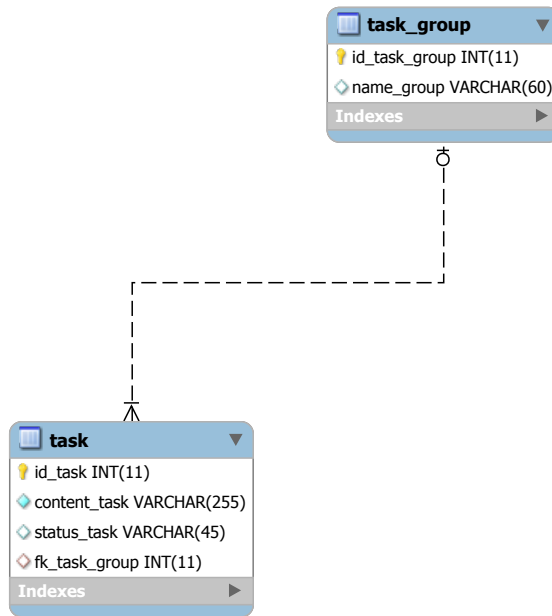 task_group
id_task_group INT(11)
name_group VARCHAR(60)
Indexes
task
id_task INT(11)
content_task VARCHAR(255)
status_task VARCHAR(45)
fk_task_group INT(11)
Indexes